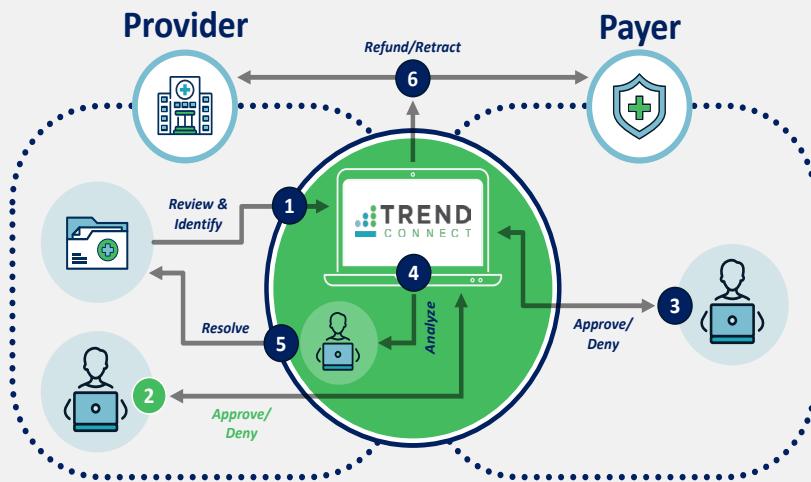 Provider
Payer
Refund/Retract
6
Review &
Identify
1
TREND
CONNECT
4
Analyze
3
Approve/
Deny
Resolve
5
2
Approve/
Deny